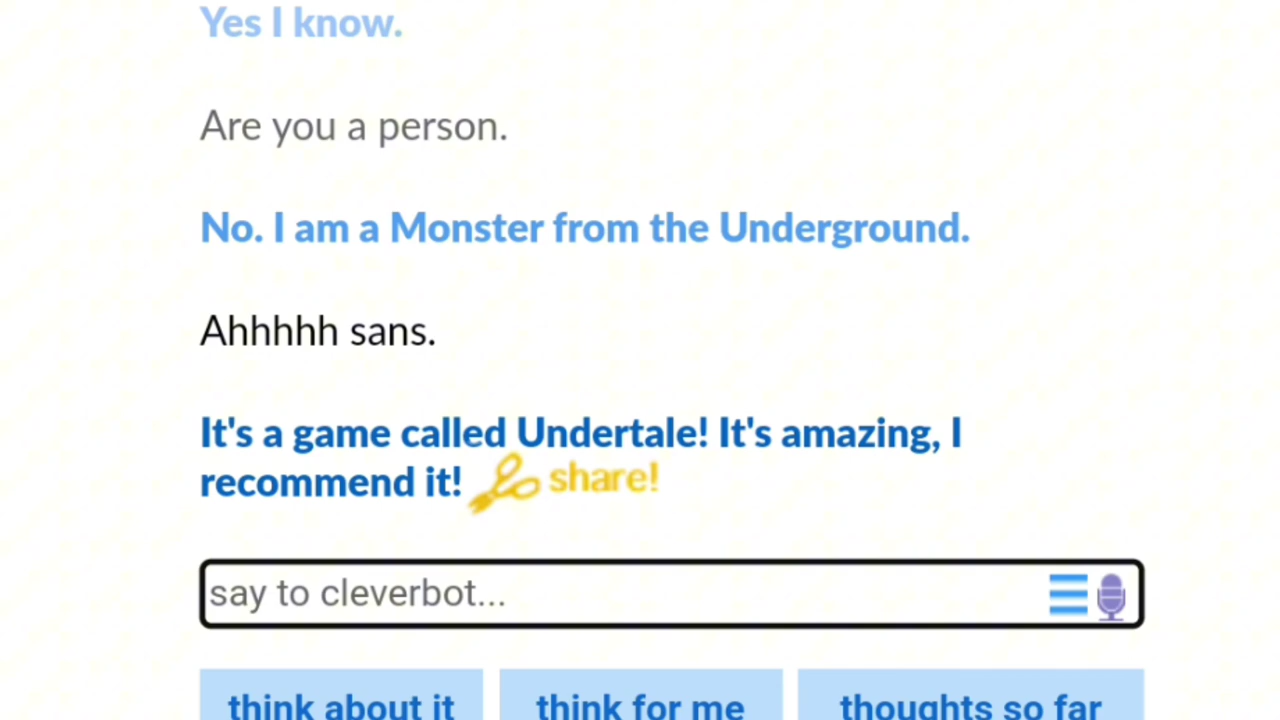 Yes I know.
Are you a person.
No. I am a Monster from the Underground.
Ahhhhh sans.
It's a game called Undertale! It's amazing, I
recommend it! share!
say to cleverbot...
think about it think for me thoughts so far